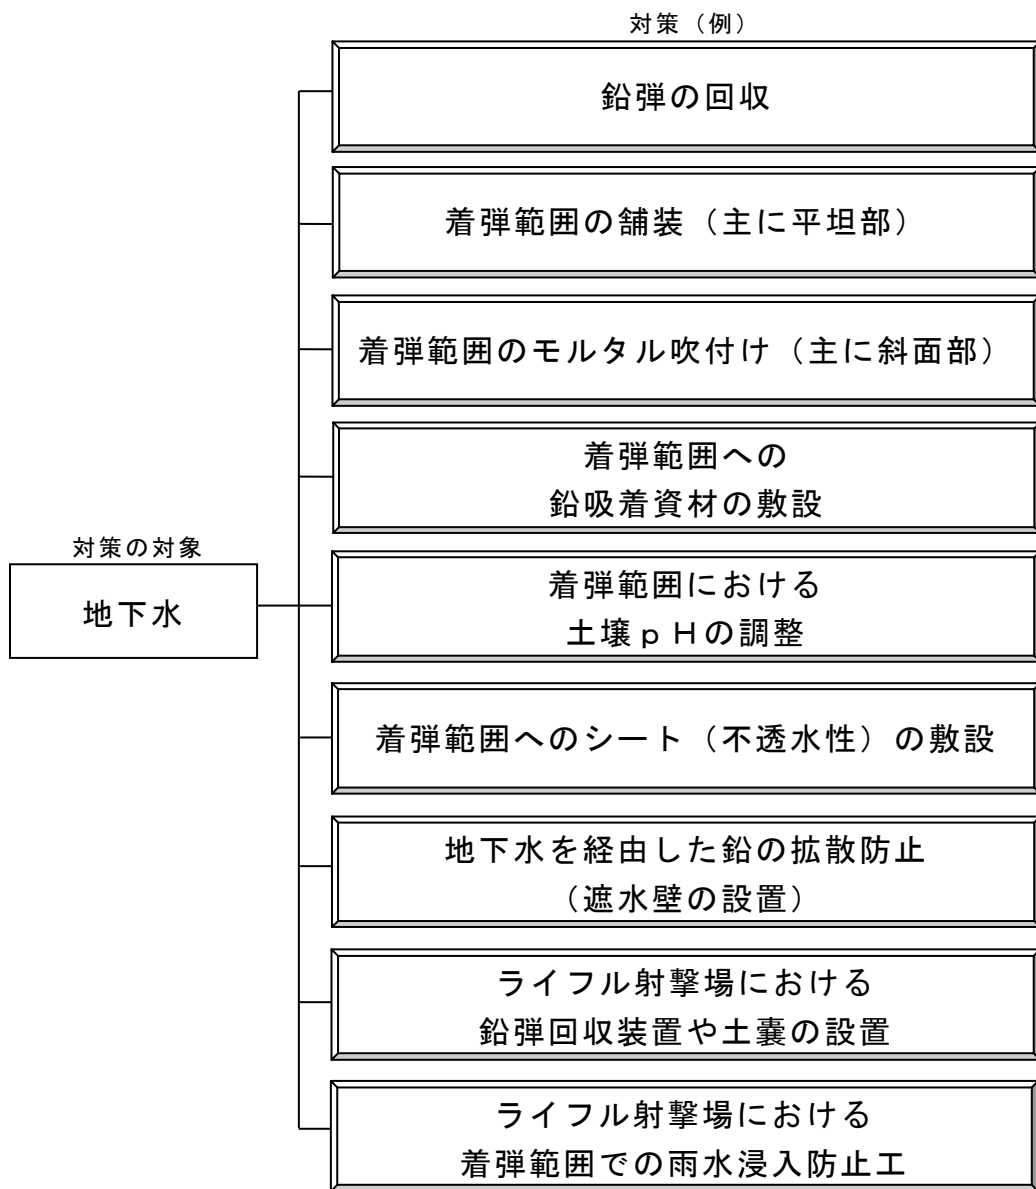 対策（例）
鉛弾の回収
着弾範囲の舗装（主に平坦部）
着弾範囲のモルタル吹付け（主に斜面部）
着弾範囲への
鉛吸着資材の敷設
対策の対象
地下水
着弾範囲における
土壌ｐＨの調整
着弾範囲へのシート（不透水性）の敷設
地下水を経由した鉛の拡散防止
（遮水壁の設置）
ライフル射撃場における
鉛弾回収装置や土嚢の設置
ライフル射撃場における
着弾範囲での雨水浸入防止工